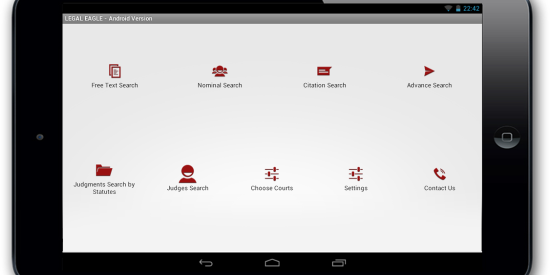 22:42
LEGAL EAGLE - Android Version
Free Text Search
Nominal Search
Citation Search
Advance Search
Judgments Search by
Statutes
Judges Search
Choose Courts
Settings
Contact Us